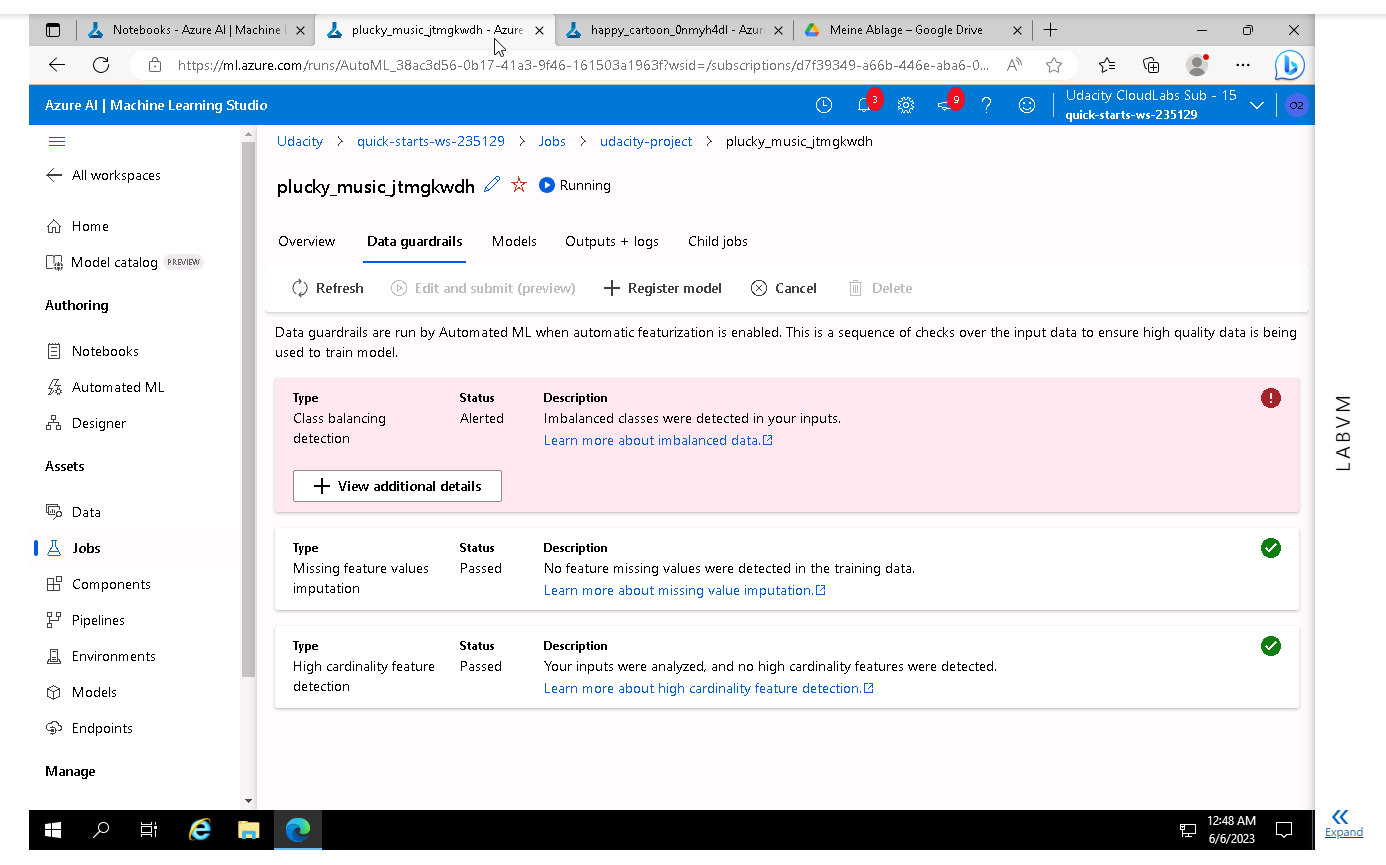 Notebooks - Azure AI | Machine
plucky_music_jtmgkwdh - Azure
happy_cartoon_0nmyh4dl - Azur
Meine Ablage – Google Drive
https://ml.azure.com/runs/AutoML_38ac3d56-0b17-41a3-9f46-161503a1963f?wsid=/subscriptions/d7f39349-a66b-446e-aba6-0...
Azure AI | Machine Learning Studio
3
9
Udacity CloudLabs Sub - 15
quick-starts-ws-235129
O2
All workspaces
Home
Model catalog PREVIEW
Authoring
Notebooks
Automated ML
Designer
Assets
Data
Jobs
Components
Pipelines
Environments
Models
Endpoints
Manage
Udacity > quick-starts-ws-235129 > Jobs > udacity-project > plucky_music_jtmgkwdh
plucky_music_jtmgkwdh Running
Overview Data guardrails Models Outputs + logs Child jobs
Refresh Edit and submit (preview) Register model Cancel Delete
Data guardrails are run by Automated ML when automatic featurization is enabled. This is a sequence of checks over the input data to ensure high quality data is being
used to train model.
Type Status Description
Class balancing Alerted Imbalanced classes were detected in your inputs.
detection Learn more about imbalanced data.
View additional details
Type Status Description
Missing feature values Passed No feature missing values were detected in the training data.
imputation Learn more about missing value imputation.
Type Status Description
High cardinality feature Passed Your inputs were analyzed, and no high cardinality features were detected.
detection Learn more about high cardinality feature detection.
LABVM
Expand
12:48 AM
6/6/2023